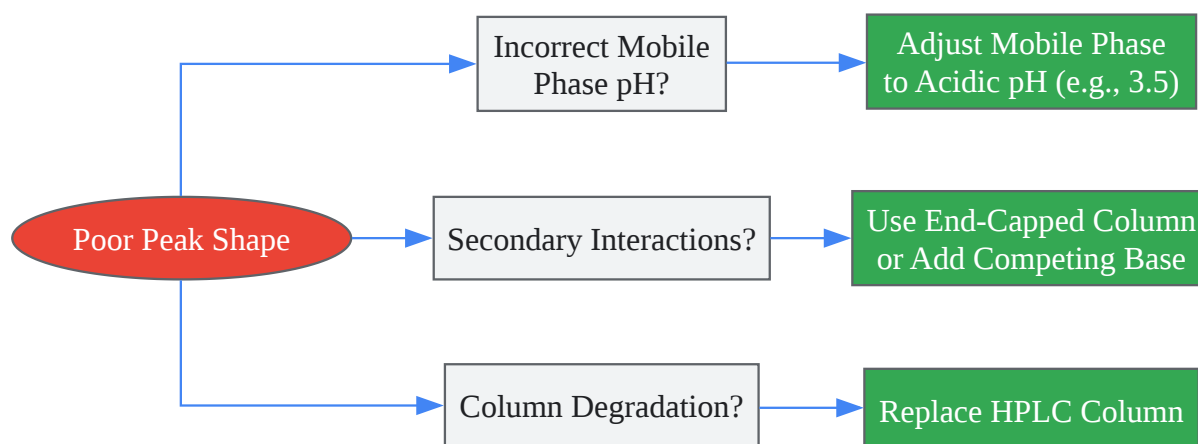 Incorrect Mobile
Phase pH?
Adjust Mobile Phase
to Acidic pH (e.g., 3.5)
Poor Peak Shape
Secondary Interactions?
Use End-Capped Column
or Add Competing Base
Column Degradation?
Replace HPLC Column